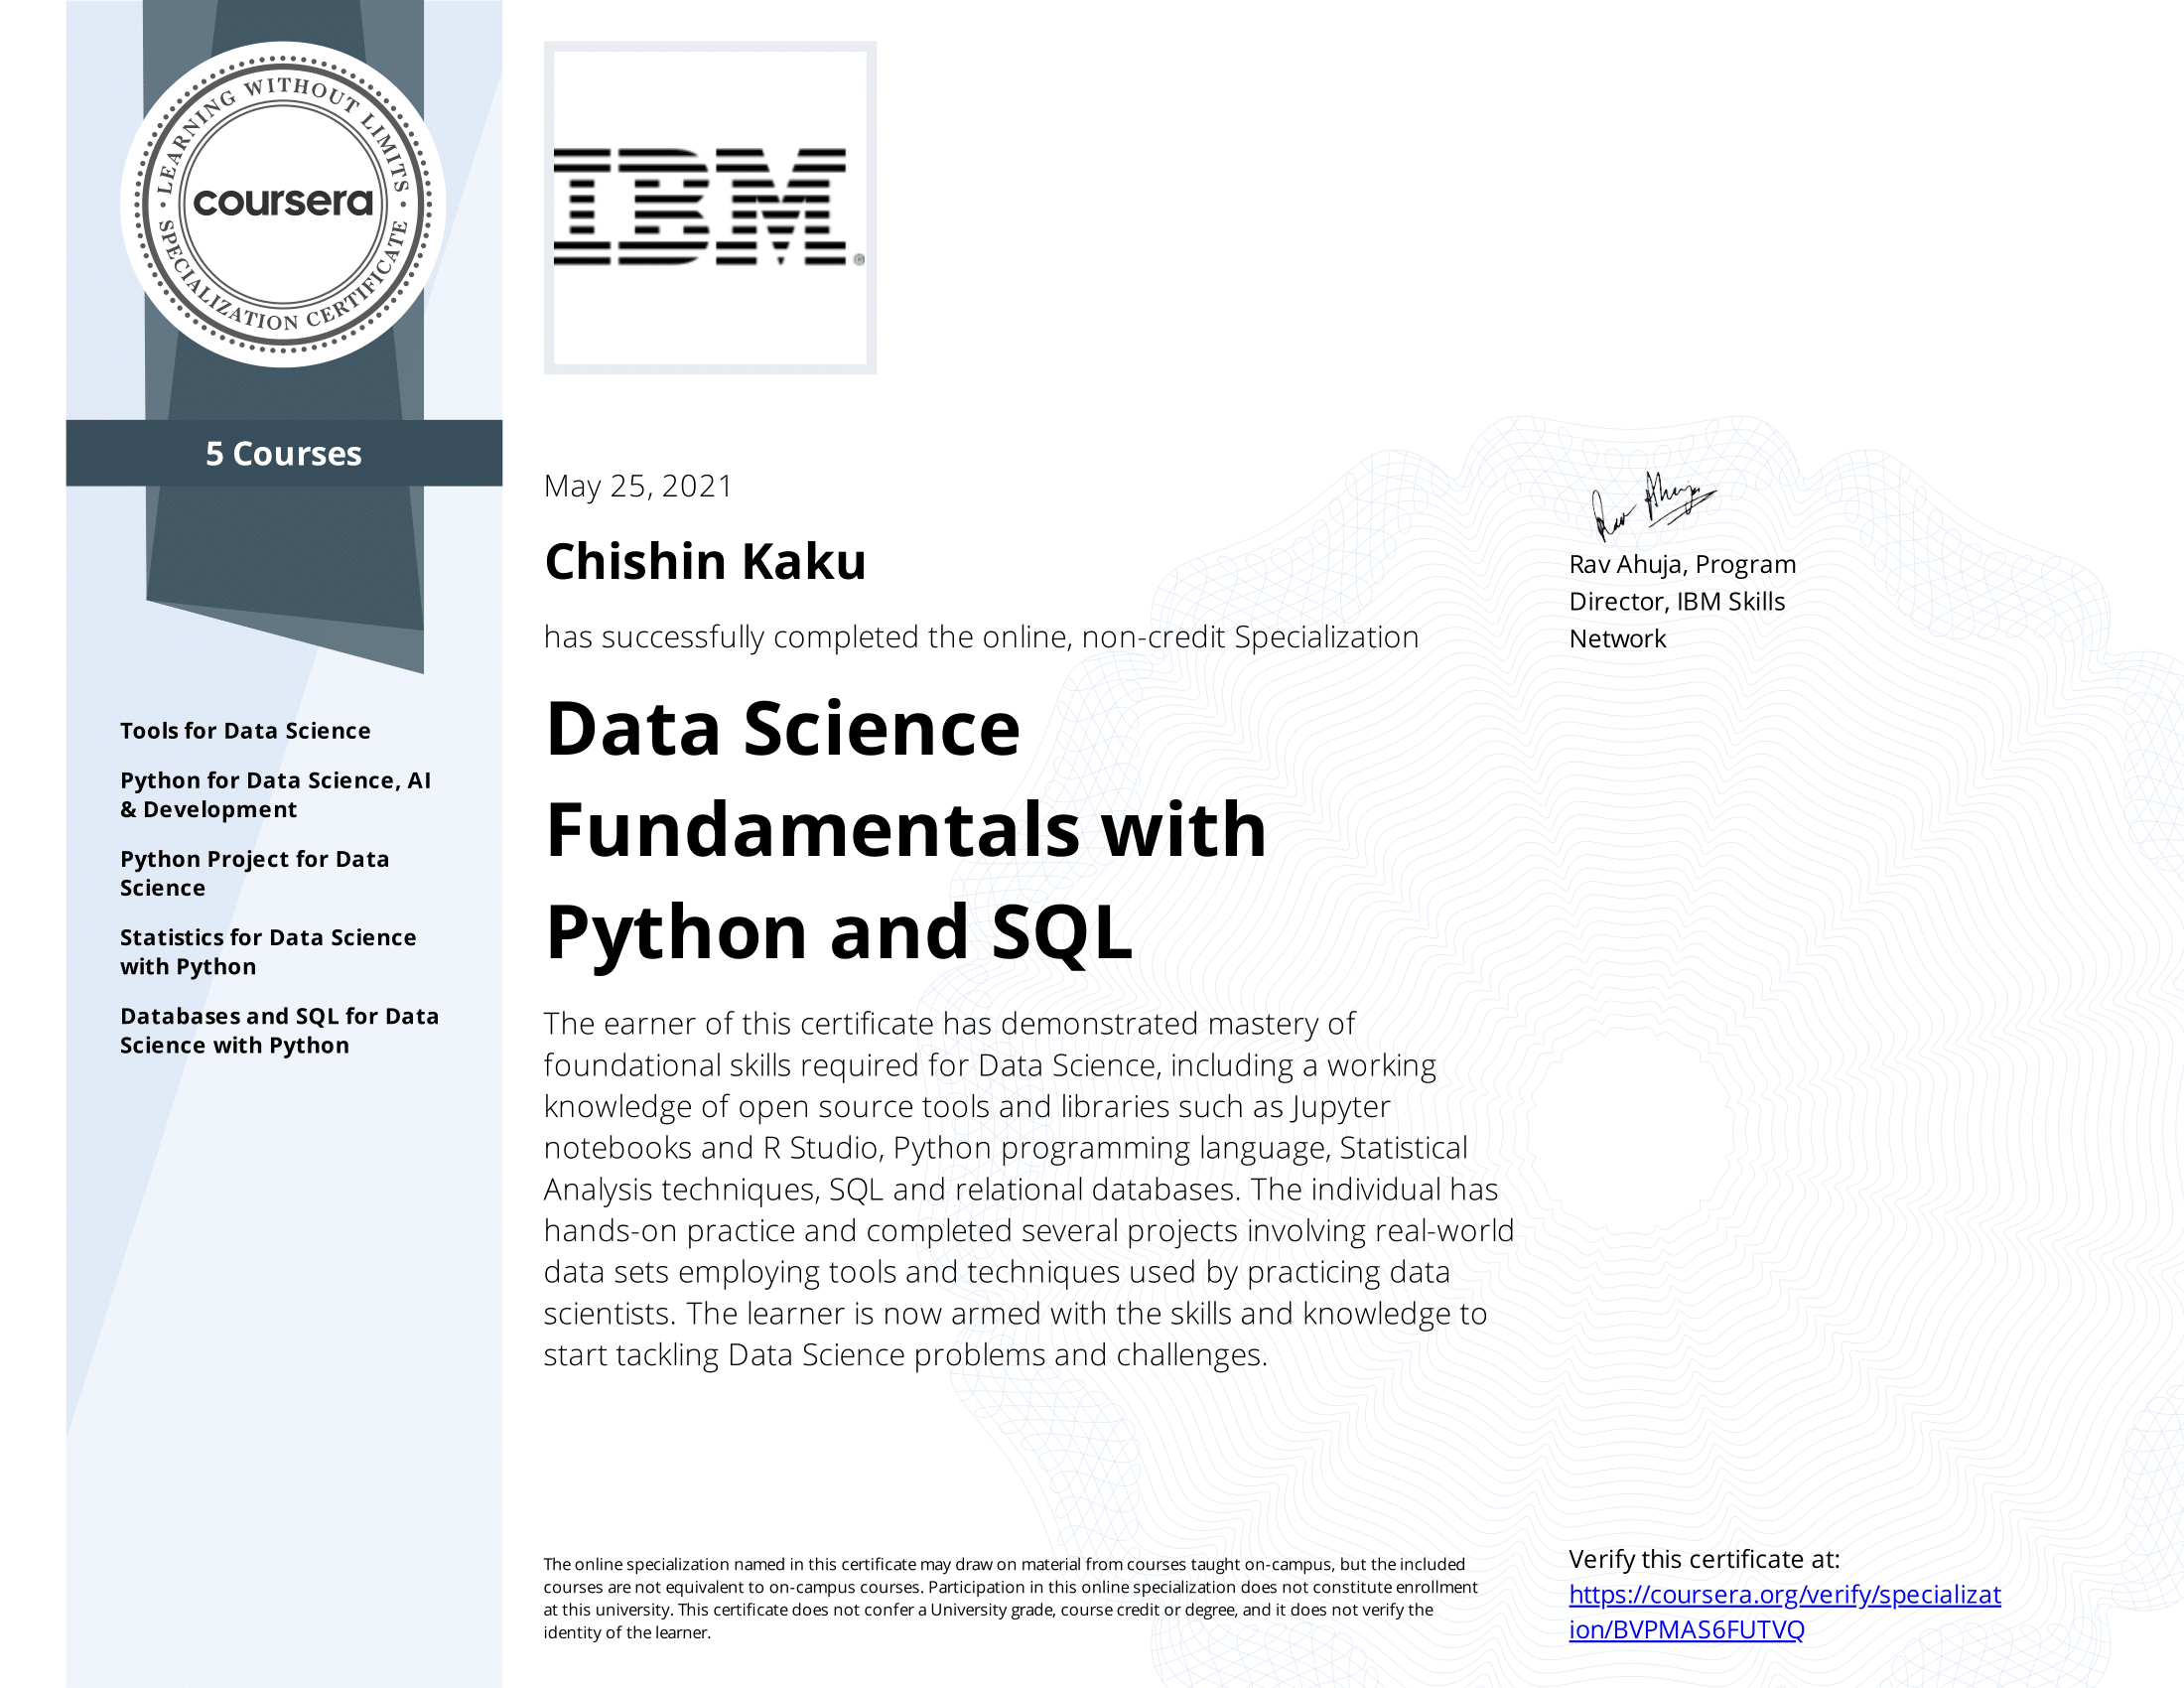 LEARNING WITHOUT LIMITS
coursera
SPECIALIZATION CERTIFICATE
5 Courses
Tools for Data Science
Python for Data Science, AI
& Development
Python Project for Data
Science
Statistics for Data Science
with Python
Databases and SQL for Data
Science with Python
IBM®
May 25, 2021
Chishin Kaku
has successfully completed the online, non-credit Specialization
Data Science
Fundamentals with
Python and SQL
The earner of this certificate has demonstrated mastery of
foundational skills required for Data Science, including a working
knowledge of open source tools and libraries such as Jupyter
notebooks and R Studio, Python programming language, Statistical
Analysis techniques, SQL and relational databases. The individual has
hands-on practice and completed several projects involving real-world
data sets employing tools and techniques used by practicing data
scientists. The learner is now armed with the skills and knowledge to
start tackling Data Science problems and challenges.
Rav Ahuja
Rav Ahuja, Program
Director, IBM Skills
Network
The online specialization named in this certificate may draw on material from courses taught on-campus, but the included
courses are not equivalent to on-campus courses. Participation in this online specialization does not constitute enrollment
at this university. This certificate does not confer a University grade, course credit or degree, and it does not verify the
identity of the learner.
Verify this certificate at:
https://coursera.org/verify/specializat
ion/BVPMAS6FUTVQ